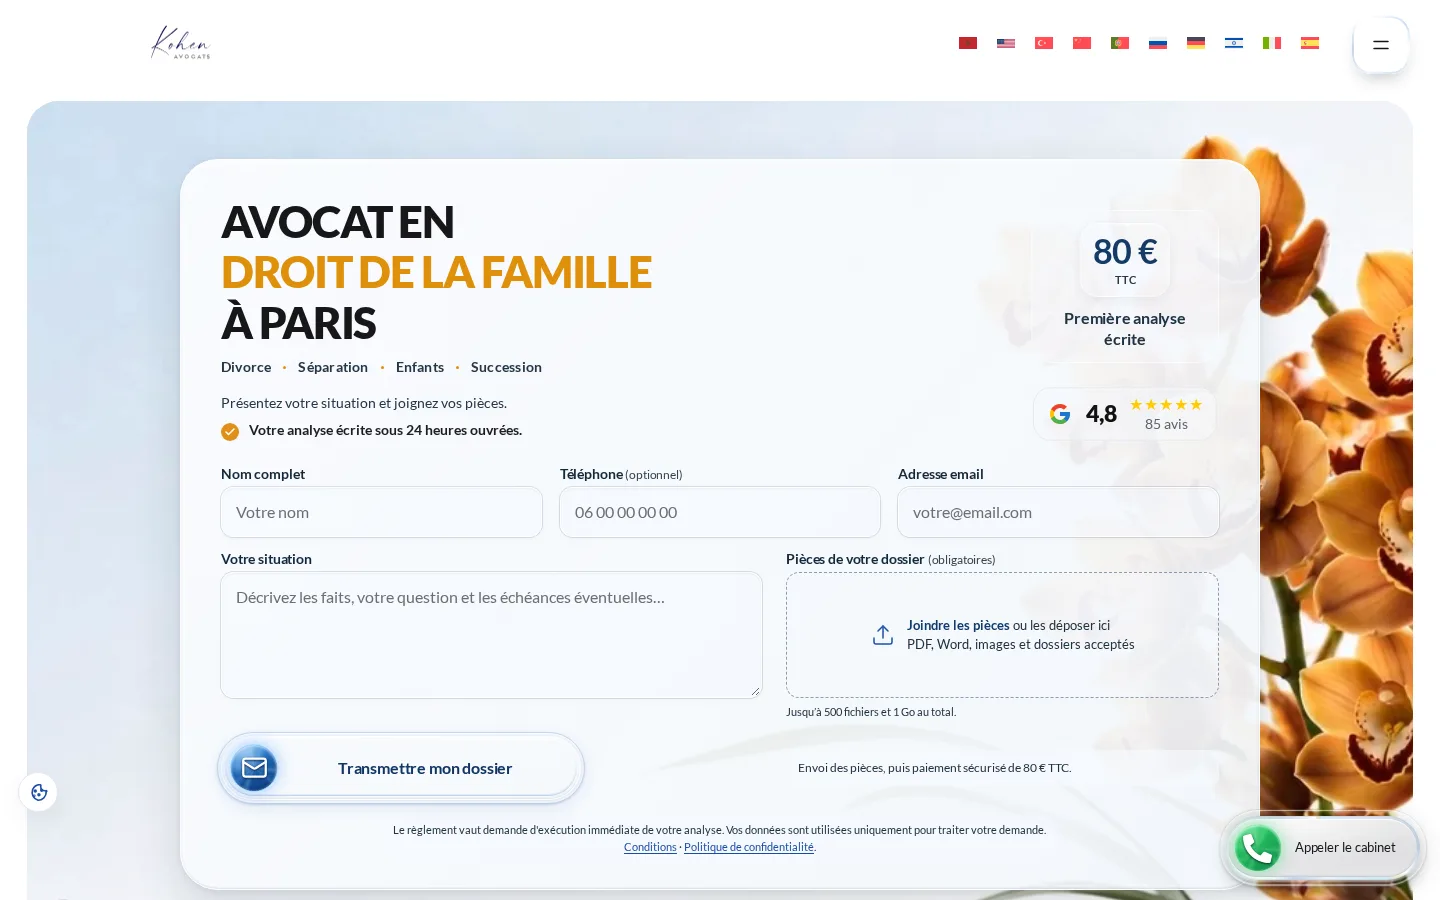 Kohen
AVOCATS
AVOCAT EN
DROIT DE LA FAMILLE
À PARIS
Divorce · Séparation · Enfants · Succession
Présentez votre situation et joignez vos pièces.
Votre analyse écrite sous 24 heures ouvrées.
80 €
TTC
Première analyse
écrite
4,8
85 avis
Nom complet
Votre nom
Téléphone (optionnel)
06 00 00 00 00
Adresse email
votre@email.com
Votre situation
Décrivez les faits, votre question et les échéances éventuelles...
Pièces de votre dossier (obligatoires)
Joindre les pièces ou les déposer ici
PDF, Word, images et dossiers acceptés
Jusqu'à 500 fichiers et 1 Go au total.
Transmettre mon dossier
Envoi des pièces, puis paiement sécurisé de 80 € TTC.
Le règlement vaut demande d'exécution immédiate de votre analyse. Vos données sont utilisées uniquement pour traiter votre demande.
Conditions · Politique de confidentialité.
Appeler le cabinet